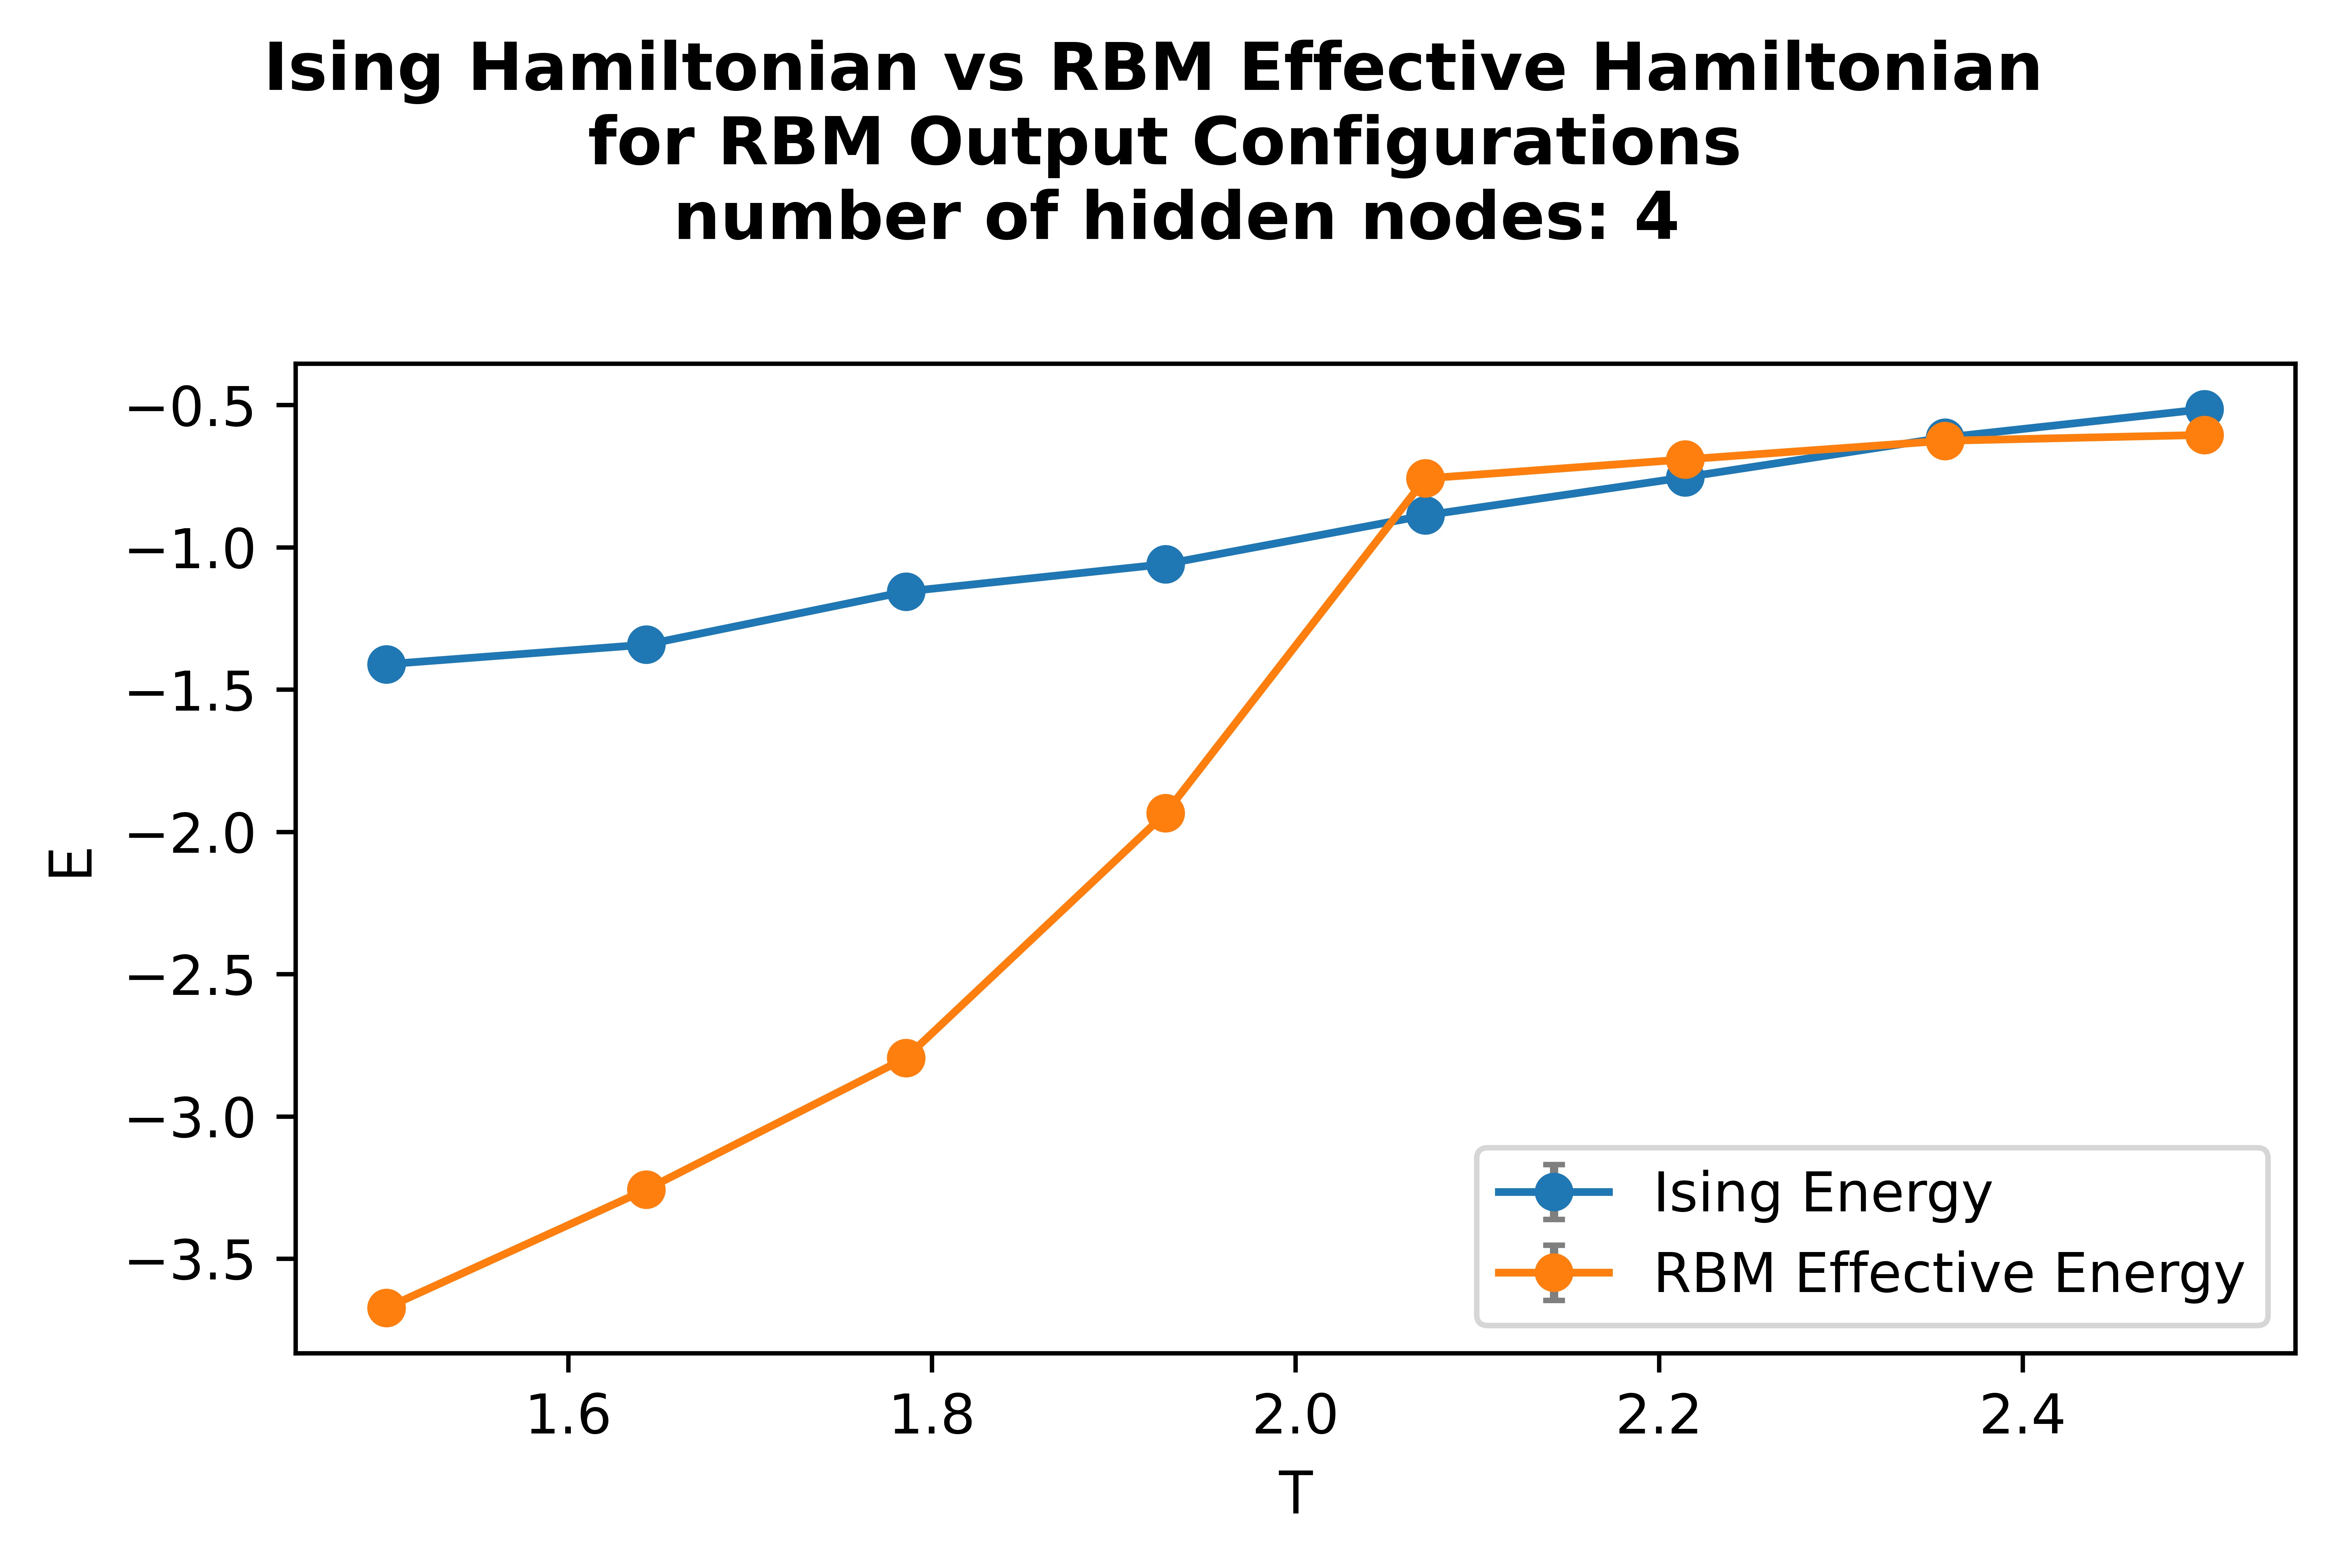 Ising Hamiltonian vs RBM Effective Hamiltonian
for RBM Output Configurations
number of hidden nodes: 4
−0.5
−1.0
−1.5
−2.0
−2.5
−3.0
−3.5
E
Ising Energy
RBM Effective Energy
1.6 1.8 2.0 2.2 2.4
T